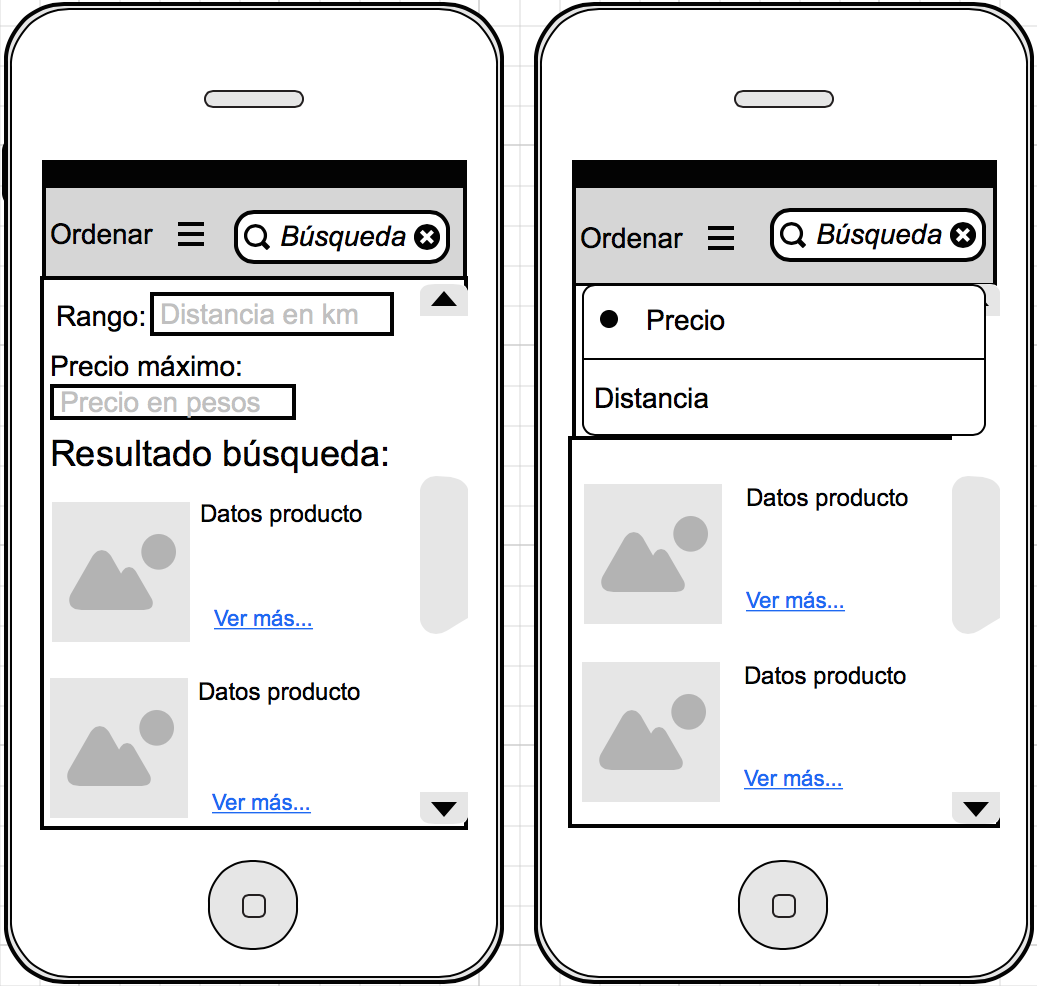 Ordenar
Búsqueda
Rango:
Distancia en km
Precio máximo:
Precio en pesos
Resultado búsqueda:
Datos producto
Ver más...
Datos producto
Ver más...
Ordenar
Búsqueda
Precio
Distancia
Datos producto
Ver más...
Datos producto
Ver más...